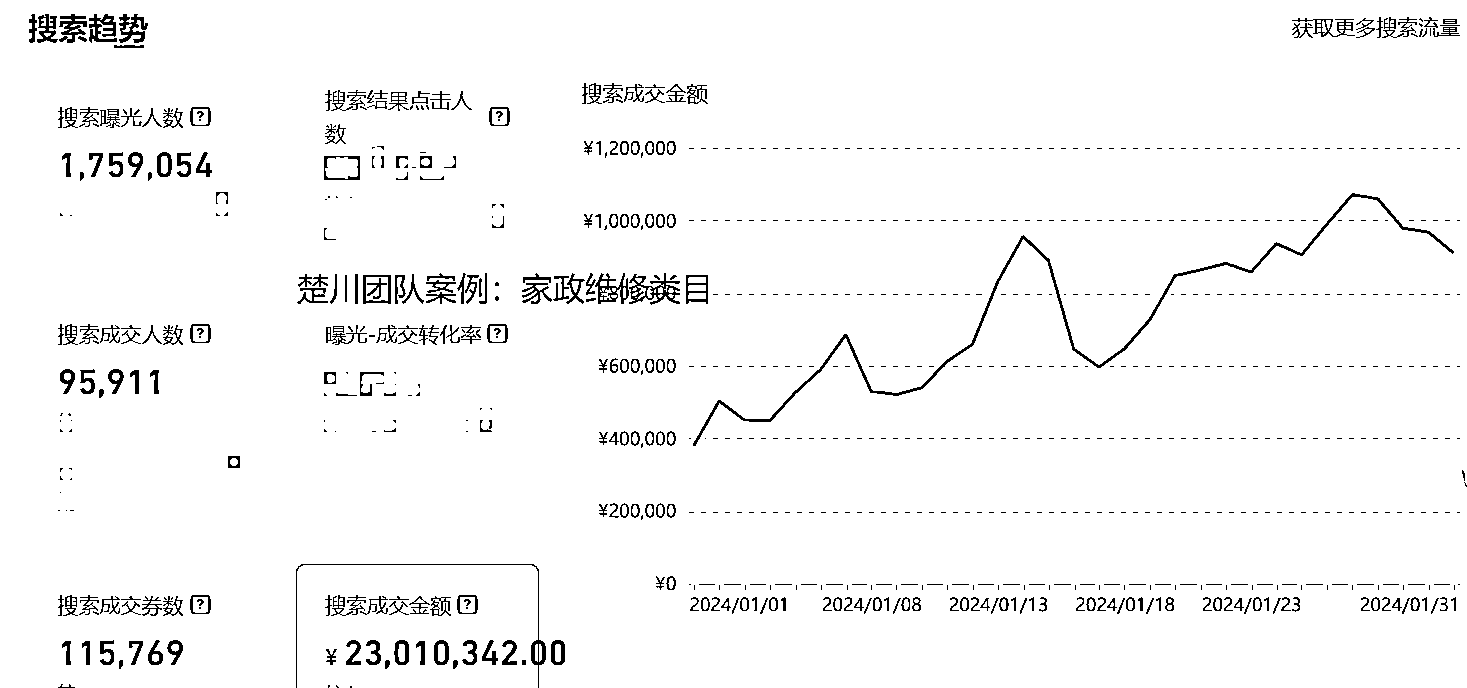 搜索趋势
获取更多搜索流量
搜索曝光人数
1,759,054
搜索结果点击人
数
搜索成交金额
¥1,200,000
¥1,000,000
楚川团队案例：家政维修类目
搜索成交人数
95,911
曝光-成交转化率
¥600,000
¥400,000
¥200,000
¥0
2024/01/01 2024/01/08 2024/01/13 2024/01/18 2024/01/23 2024/01/31
搜索成交券数
115,769
搜索成交金额
¥ 23,010,342.00